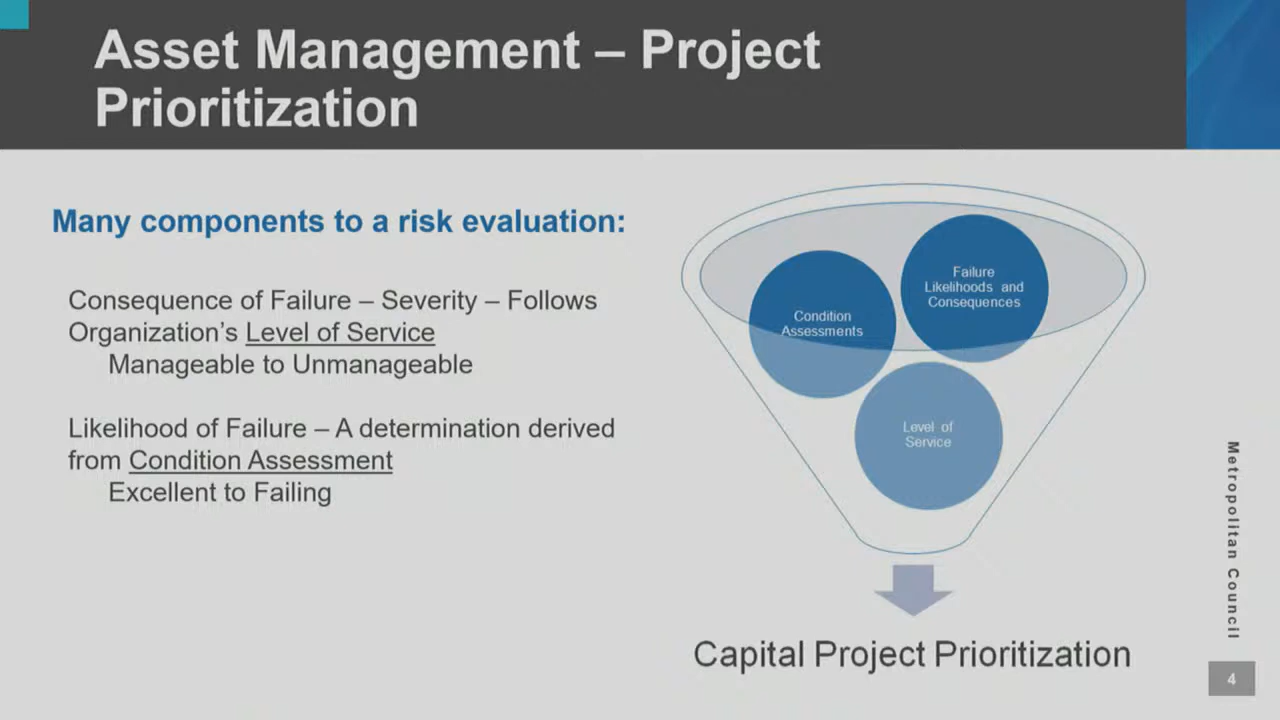 Asset Management – Project
Prioritization
Many components to a risk evaluation:
Consequence of Failure – Severity – Follows
Organization’s Level of Service
Manageable to Unmanageable
Likelihood of Failure – A determination derived
from Condition Assessment
Excellent to Failing
Failure
Likelihoods and
Consequences
Condition
Assessments
Level of
Service
Capital Project Prioritization
Metropolitan Council
4